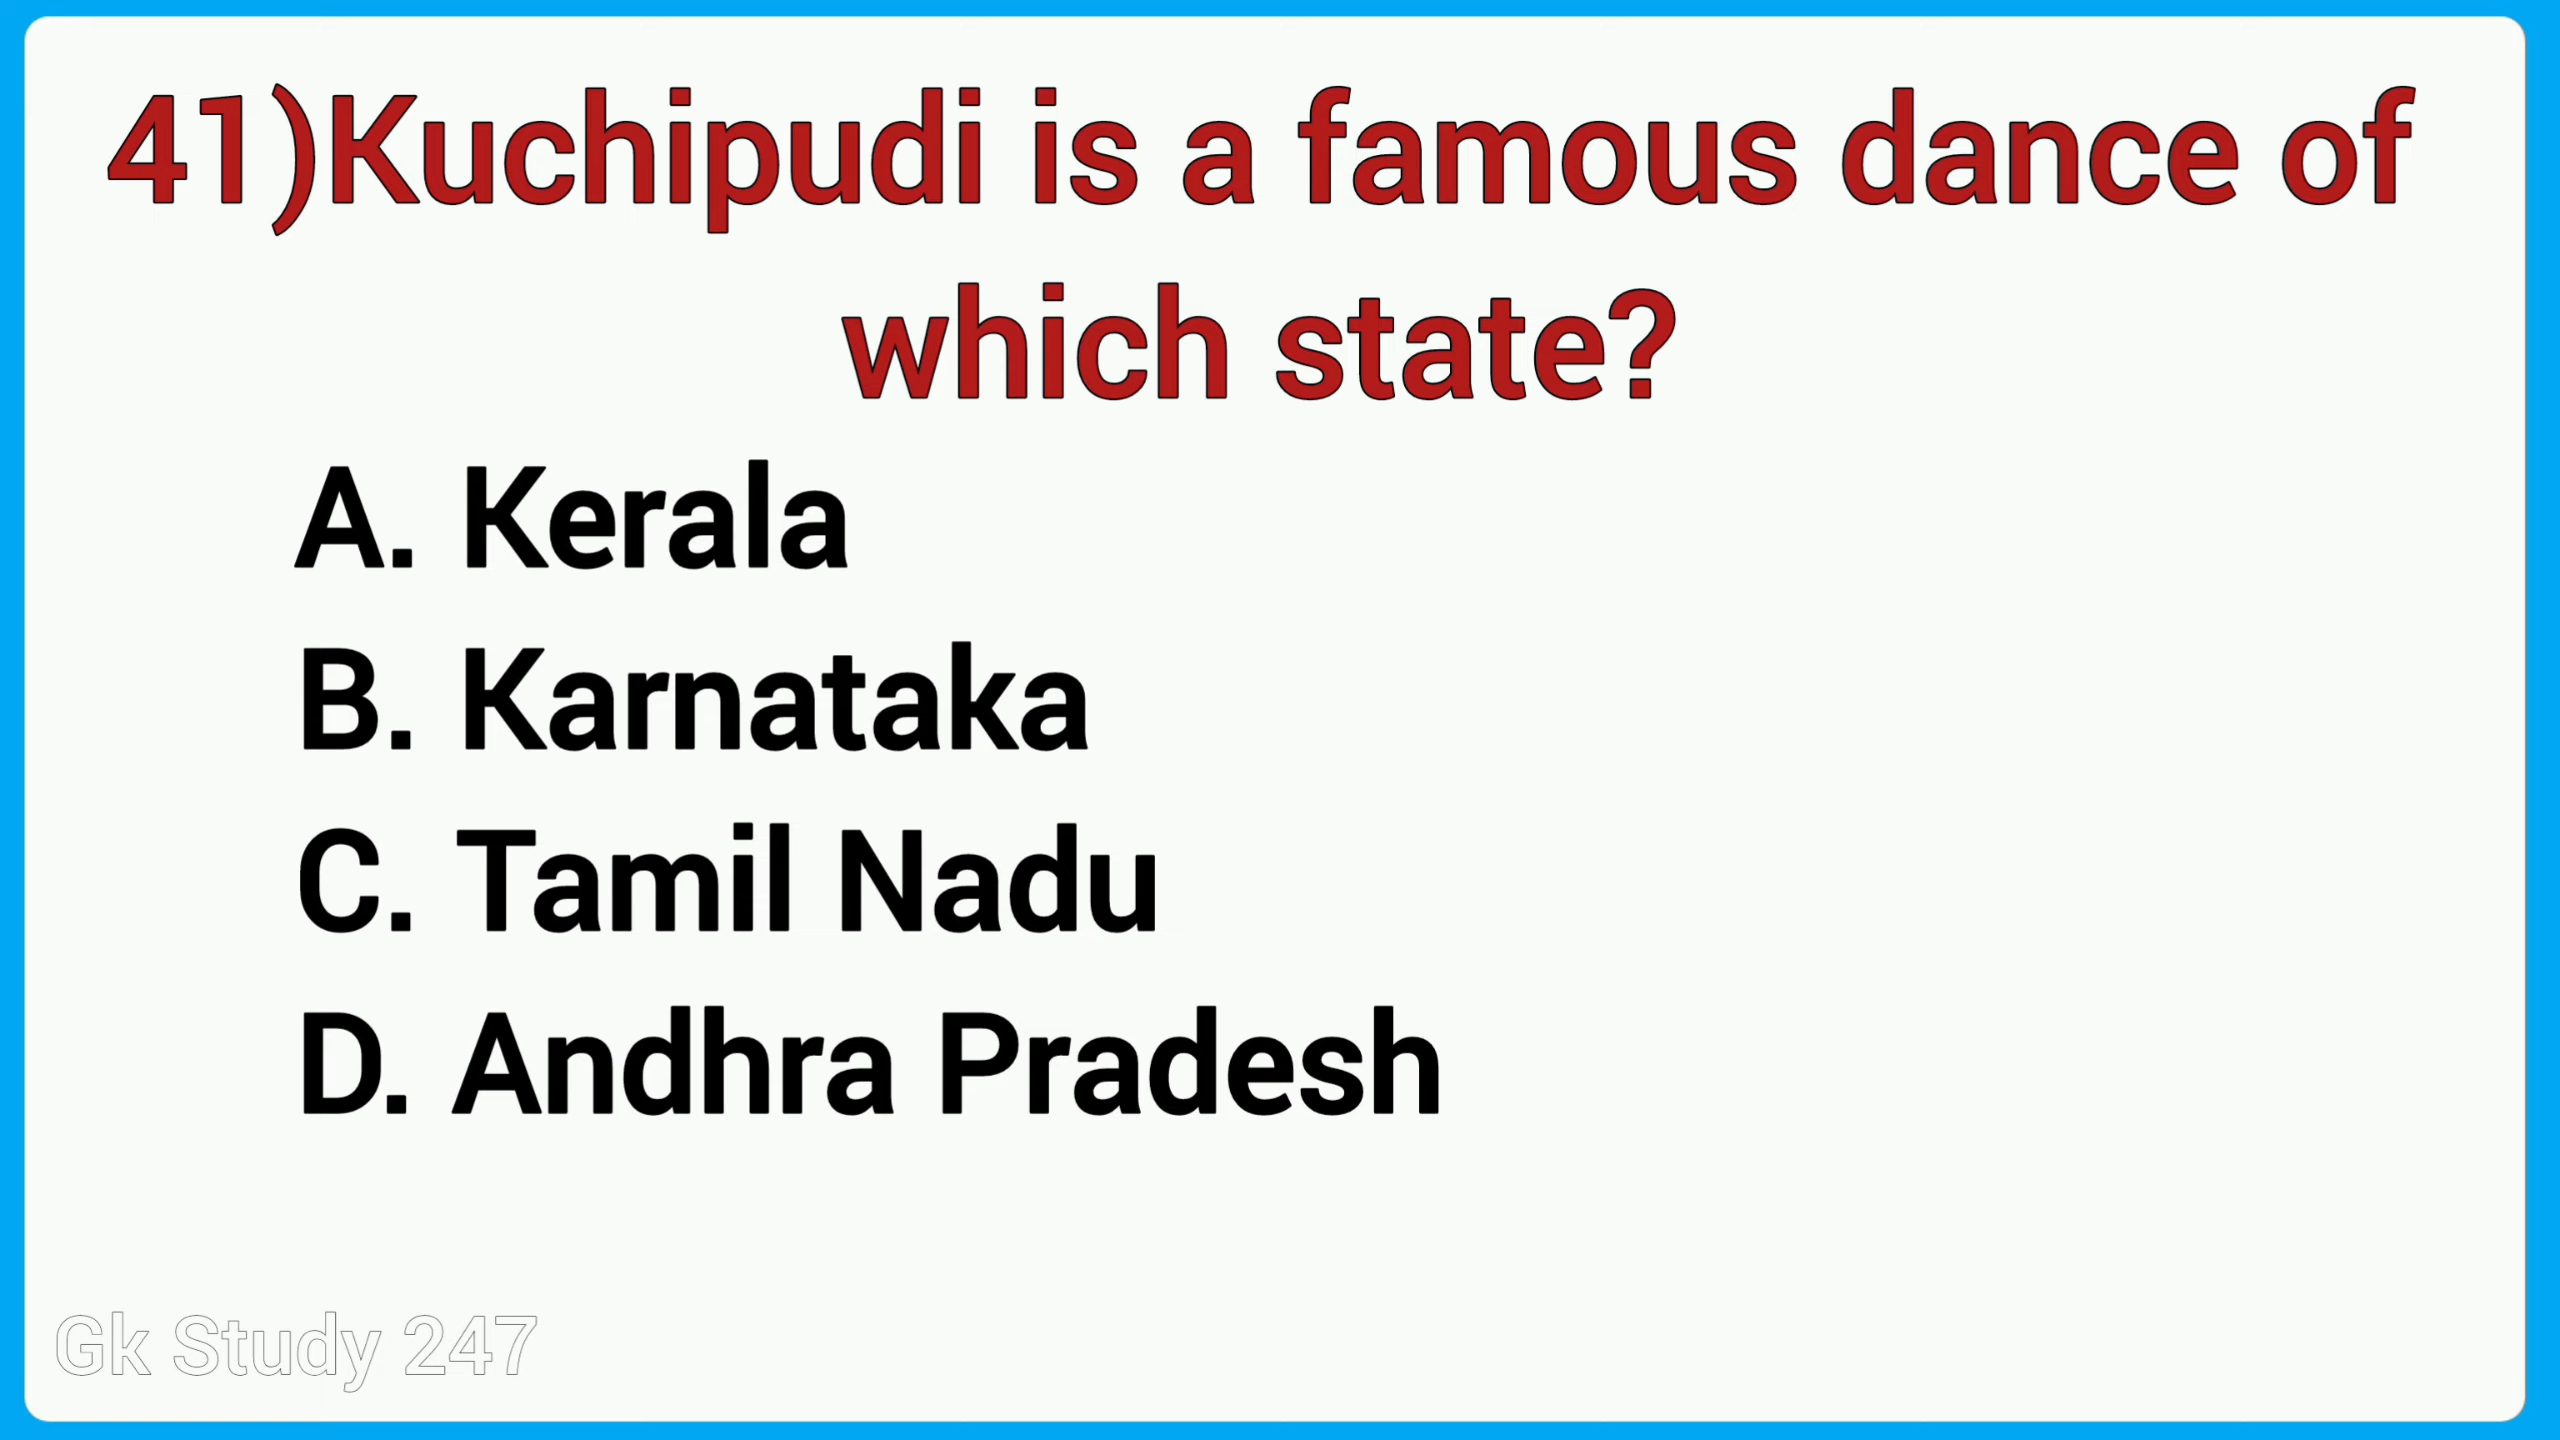 41)Kuchipudi is a famous dance of
which state?
A. Kerala
B. Karnataka
C. Tamil Nadu
D. Andhra Pradesh
Gk Study 247